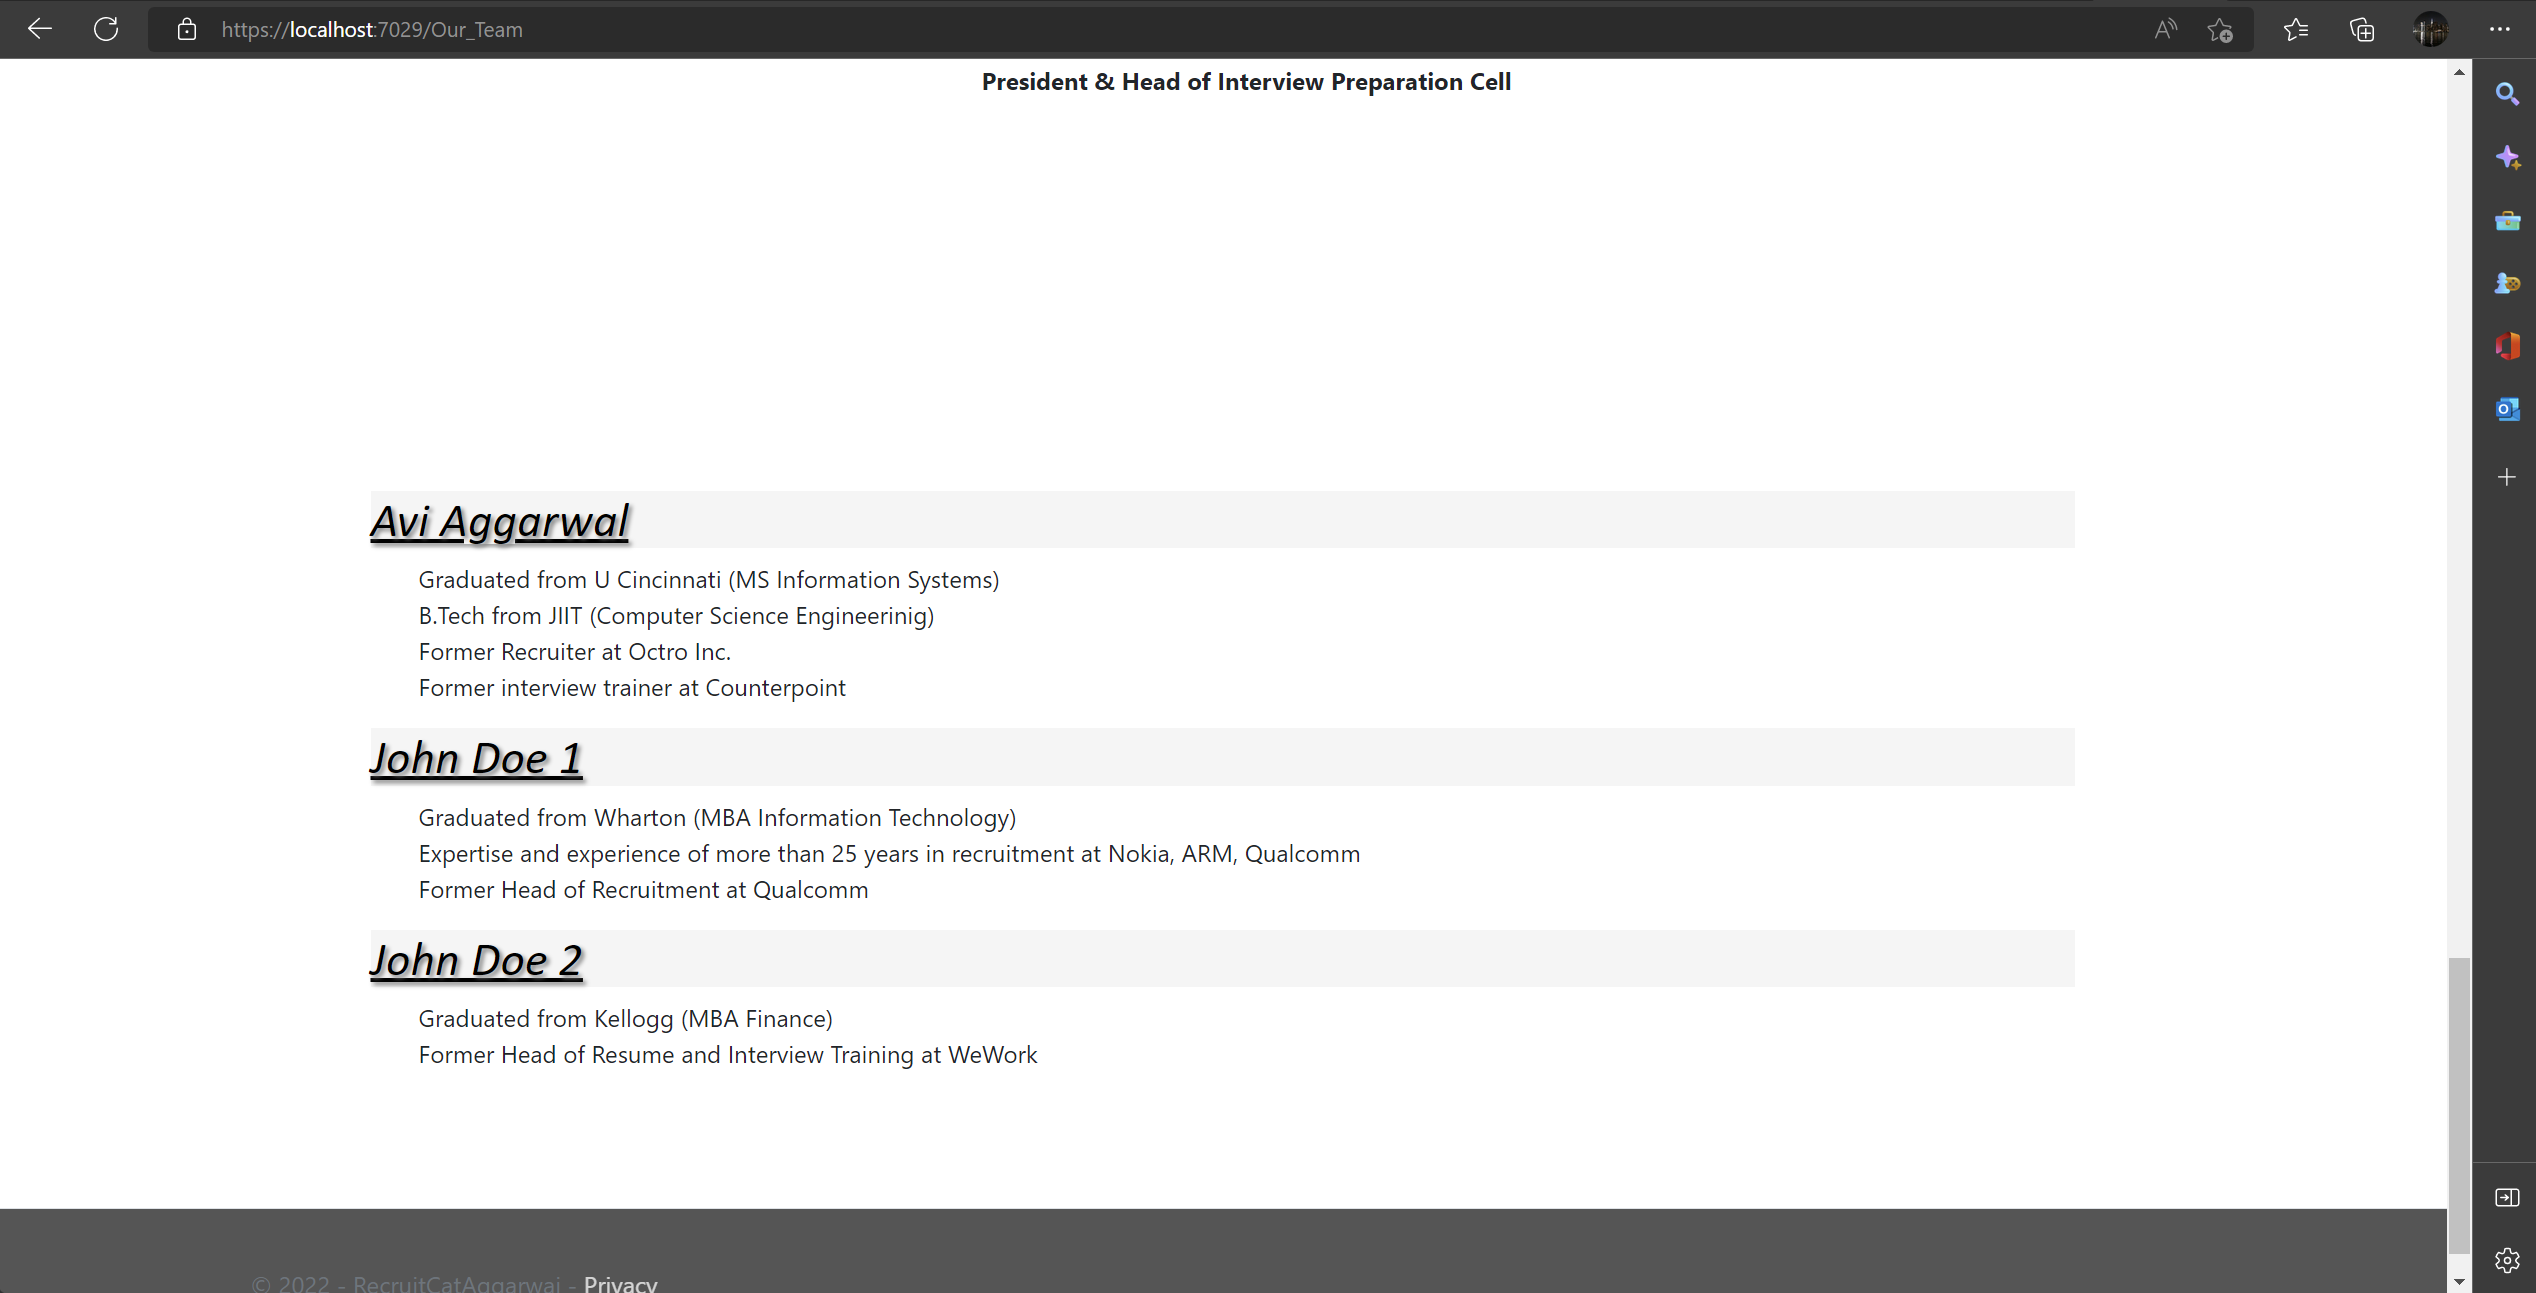 https://localhost:7029/Our_Team
President & Head of Interview Preparation Cell
Avi Aggarwal
Graduated from U Cincinnati (MS Information Systems)
B.Tech from JIIT (Computer Science Engineerinig)
Former Recruiter at Octro Inc.
Former interview trainer at Counterpoint
John Doe 1
Graduated from Wharton (MBA Information Technology)
Expertise and experience of more than 25 years in recruitment at Nokia, ARM, Qualcomm
Former Head of Recruitment at Qualcomm
John Doe 2
Graduated from Kellogg (MBA Finance)
Former Head of Resume and Interview Training at WeWork
© 2022 - RecruitCatAggarwai - Privacy